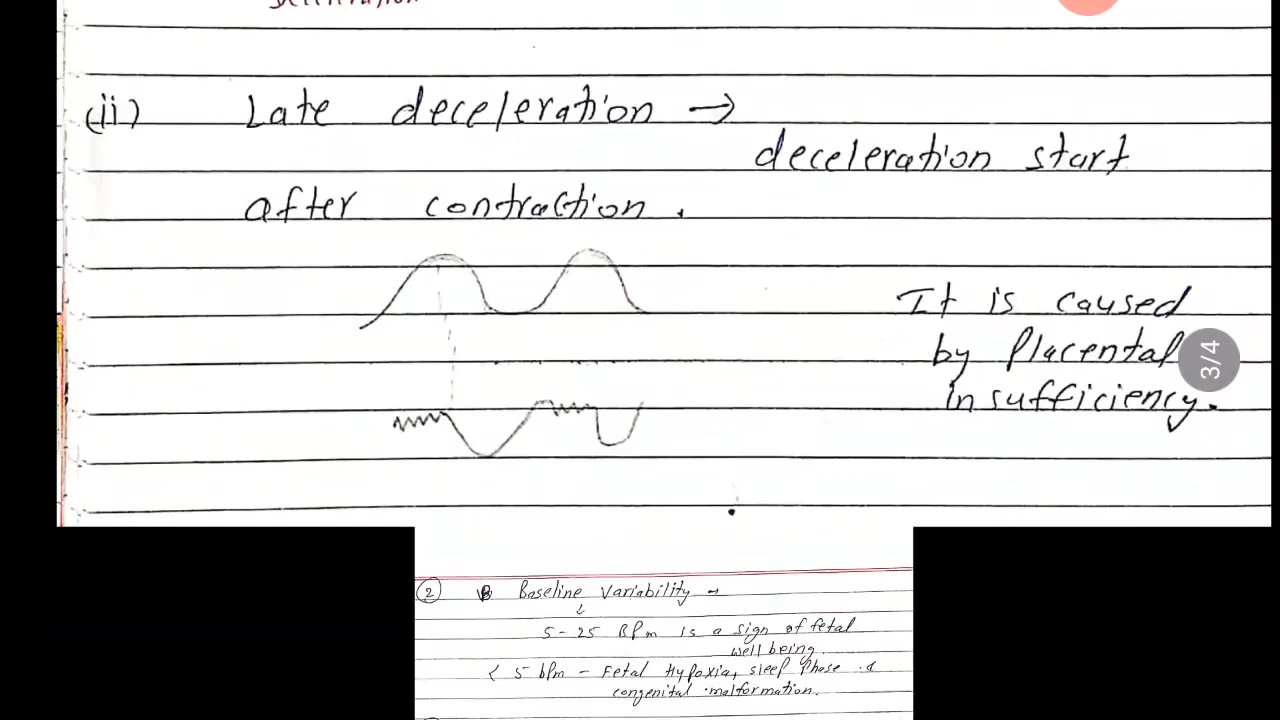 Deceleration
(ii) Late deceleration →
deceleration start
after contraction.
It is caused
by Placental
insufficiency.
3/4
② Baseline Variability →
↓
5-25 BPm is a sign of fetal
well being.
< 5 bpm - Fetal Hypoxia, sleep Phase &
congenital malformation.